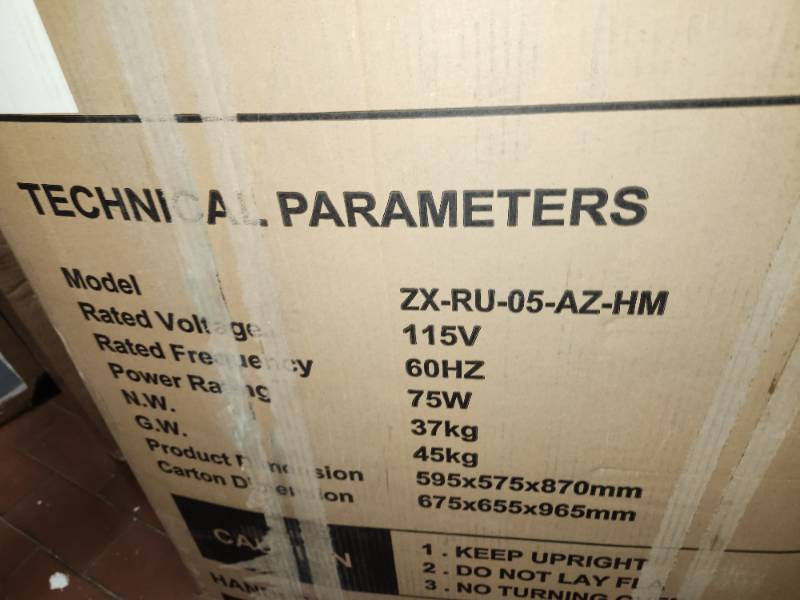 TECHNICAL PARAMETERS
Model ZX-RU-05-AZ-HM
Rated Voltage 115V
Rated Frequency 60HZ
Power Rating 75W
N.W. 37kg
G.W. 45kg
Product Dimension 595x575x870mm
Carton Dimension 675x655x965mm
CAUTION
1 . KEEP UPRIGHT
2 . DO NOT LAY
3 . NO TURNING